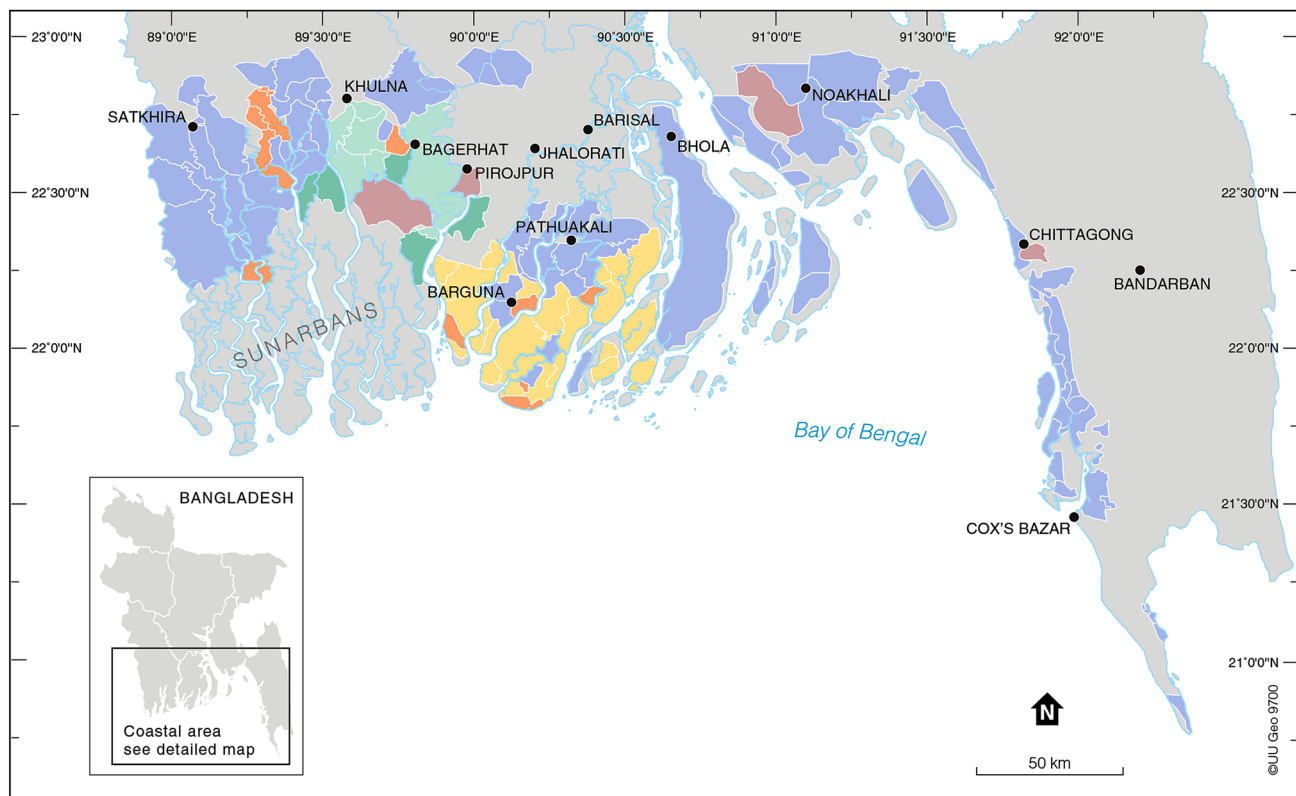 23°0'0"N
89°0'0"E
89°30'0"E
90°0'0"E
90°30'0"E
91°0'0"E
91°30'0"E
92°0'0"E
KHULNA
NOAKHALI
SATKHIRA
BARISAL
BAGERHAT
JHALORATI
BHOLA
PIROJPUR
22°30'0"N
22°30'0"N
PATHUAKALI
CHITTAGONG
BANDARBAN
BARGUNA
SUNARBANS
22°0'0"N
22°0'0"N
Bay of Bengal
BANGLADESH
21°30'0"N
COX'S BAZAR
21°0'0"N
Coastal area
see detailed map
N
50 km
©UU Geo 9700